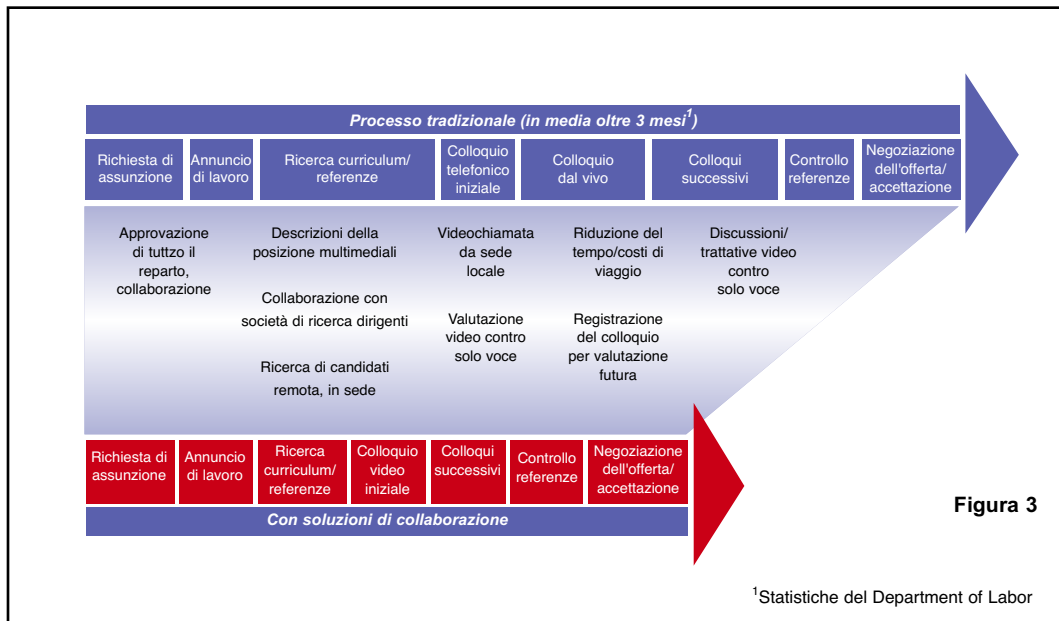 Processo tradizionale (in media oltre 3 mesi¹)
Richiesta di
assunzione
Annuncio
di lavoro
Ricerca curriculum/
referenze
Colloquio
telefonico
iniziale
Colloquio
dal vivo
Colloqui
successivi
Controllo
referenze
Negoziazione
dell'offerta/
accettazione
Approvazione
di tuttzo il
reparto,
collaborazione
Descrizioni della
posizione multimediali
Collaborazione con
società di ricerca dirigenti
Ricerca di candidati
remota, in sede
Videochiamata
da sede
locale
Valutazione
video contro
solo voce
Riduzione del
tempo/costi di
viaggio
Registrazione
del colloquio
per valutazione
futura
Discussioni/
trattative video
contro
solo voce
Richiesta di
assunzione
Annuncio
di lavoro
Ricerca
curriculum/
referenze
Colloquio
video
iniziale
Colloqui
successivi
Controllo
referenze
Negoziazione
dell'offerta/
accettazione
Con soluzioni di collaborazione
Figura 3
¹Statistiche del Department of Labor